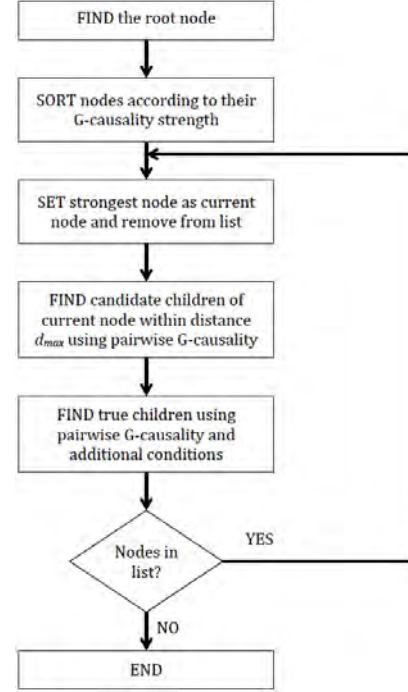 FIND the root node
SORT nodes according to their
G-causality strength
SET strongest node as current
node and remove from list
FIND candidate children of
current node within distance
dmax using pairwise G-causality
FIND true children using
pairwise G-causality and
additional conditions
Nodes in
list?
YES
NO
END